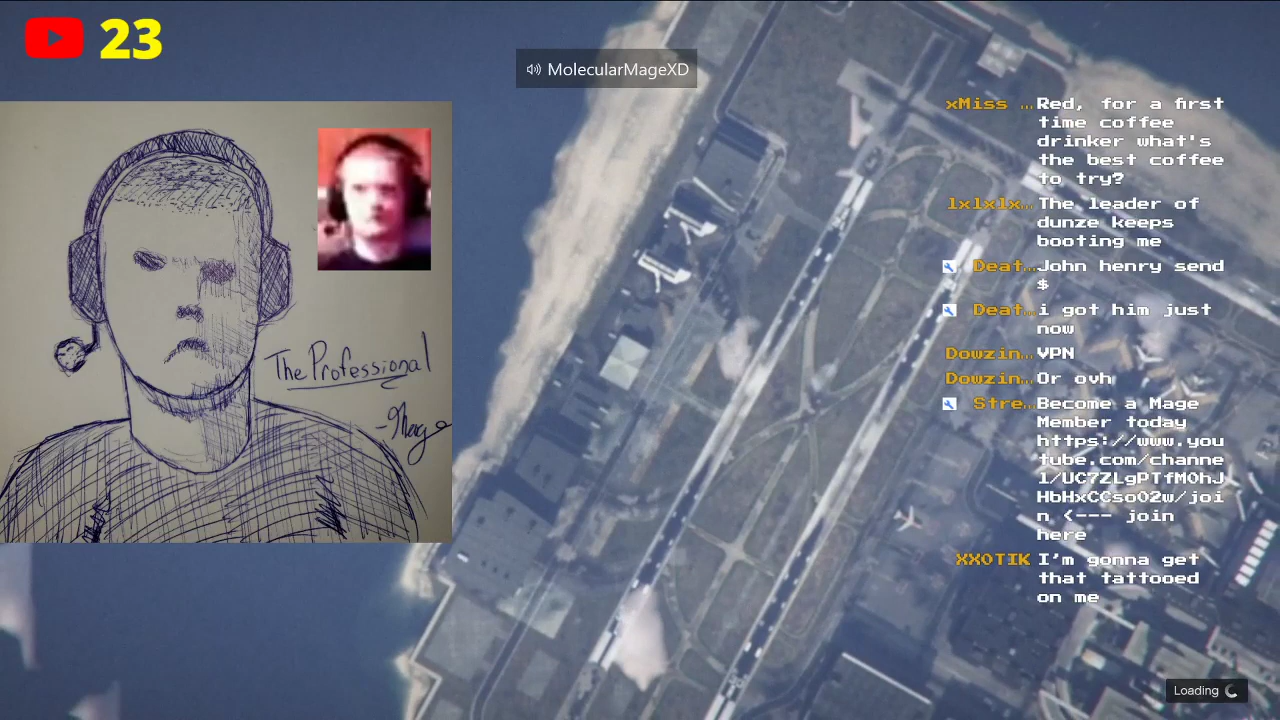 23
MolecularMageXD
The Professional
-Mage
xMiss ...Red, for a first
time coffee
drinker what's
the best coffee
to try?
lxlxlx...The leader of
dunze keeps
booting me
Deat...John henry send
$
Deat...i got him just
now
Dowzin...VPN
Dowzin...Or ovh
Stre...Become a Mage
Member today
https://www.you
tube.com/channe
l/UC7ZLgPTfM0hJ
HbHxCCso02w/joi
n <--- join
here
XXOTIK I'm gonna get
that tattooed
on me
Loading